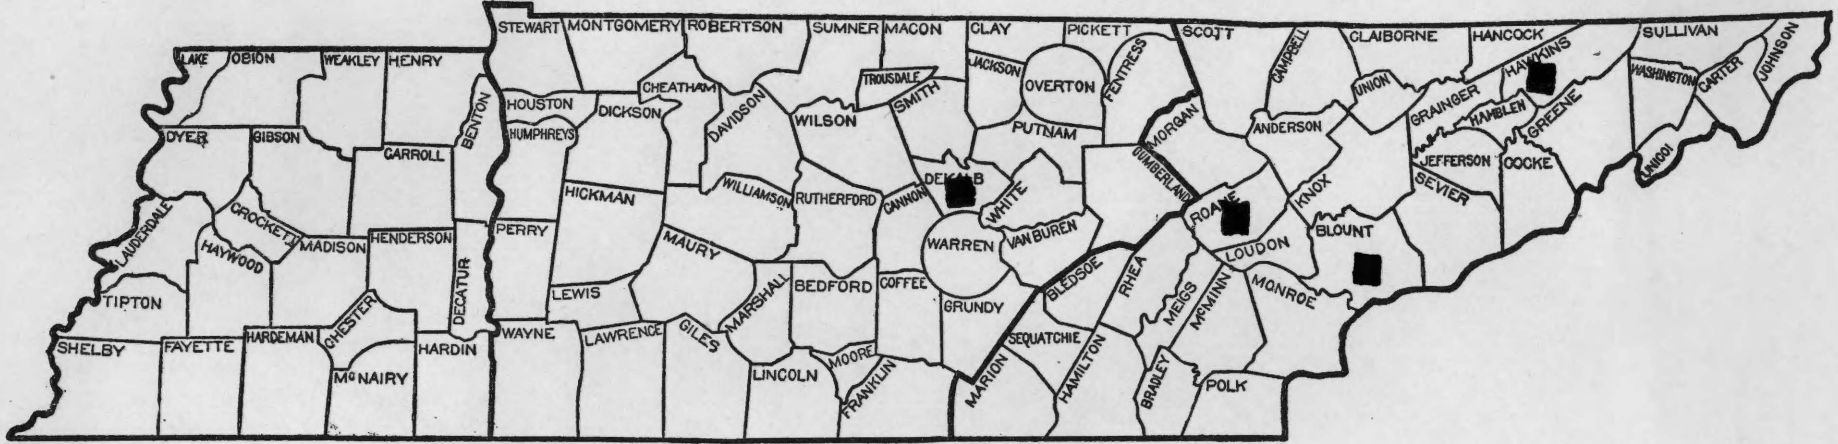 STEWART
MONTGOMERY
ROBERTSON
SUMNER
MACON
CLAY
PICKETT
SCOTT
CAMPBELL
CLAIBORNE
HANCOCK
HAWKINS
SULLIVAN
JOHNSON
LAKE
OBION
WEAKLEY
HENRY
BENTON
HOUSTON
DICKSON
CHEATHAM
DAVIDSON
TROUSDALE
SMITH
JACKSON
OVERTON
FENTRESS
MORGAN
ANDERSON
UNION
GRAINGER
HAMBLEN
GREENE
WASHINGTON
CARTER
UNICOI
DYER
GIBSON
CARROLL
HUMPHREYS
WILSON
PUTNAM
CUMBERLAND
JEFFERSON
COCKE
SEVIER
KNOX
ROANE
LOUDON
BLOUNT
LAUDERDALE
CROCKETT
HAYWOOD
MADISON
HENDERSON
DECATUR
PERRY
HICKMAN
WILLIAMSON
RUTHERFORD
CANNON
DEKALB
WHITE
WARREN
VAN BUREN
BLEDSOE
RHEA
MEIGS
McMINN
MONROE
TIPTON
LEWIS
MAURY
MARSHALL
BEDFORD
COFFEE
GRUNDY
SEQUATCHIE
SHELBY
FAYETTE
HARDEMAN
CHESTER
McNAIRY
HARDIN
WAYNE
LAWRENCE
GILES
LINCOLN
MOORE
FRANKLIN
MARION
HAMILTON
BRADLEY
POLK